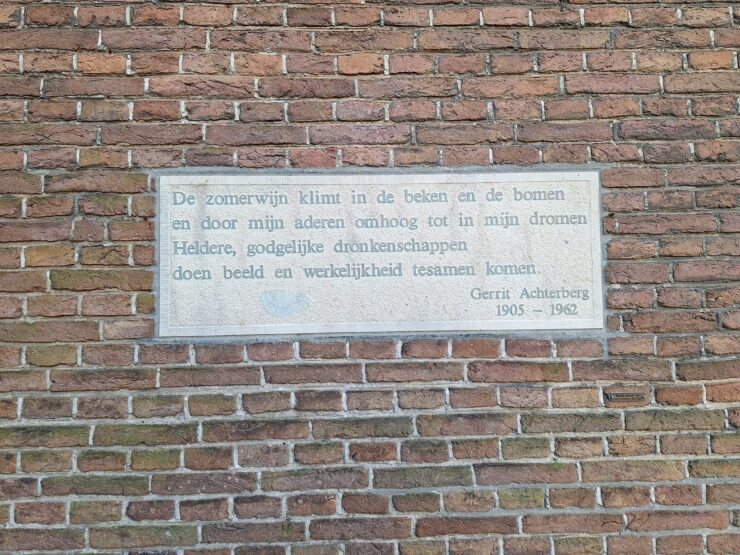 De zomerwijn klimt in de beken en de bomen
en door mijn aderen omhoog tot in mijn dromen
Heldere, godgelijke dronkenschappen
doen beeld en werkelijkheid tesamen komen.
Gerrit Achterberg
1905 – 1962